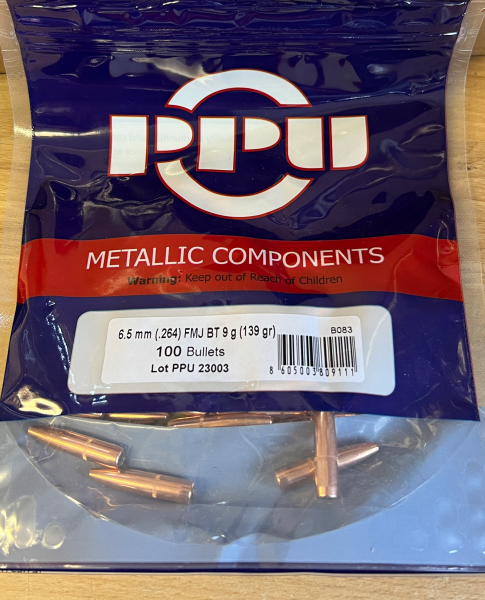 PPU
METALLIC COMPONENTS
Warning: Keep out of Reach of Children
6.5 mm (.264) FMJ BT 9 g (139 gr)
B083
100 Bullets
Lot PPU 23003
8 605003 809111